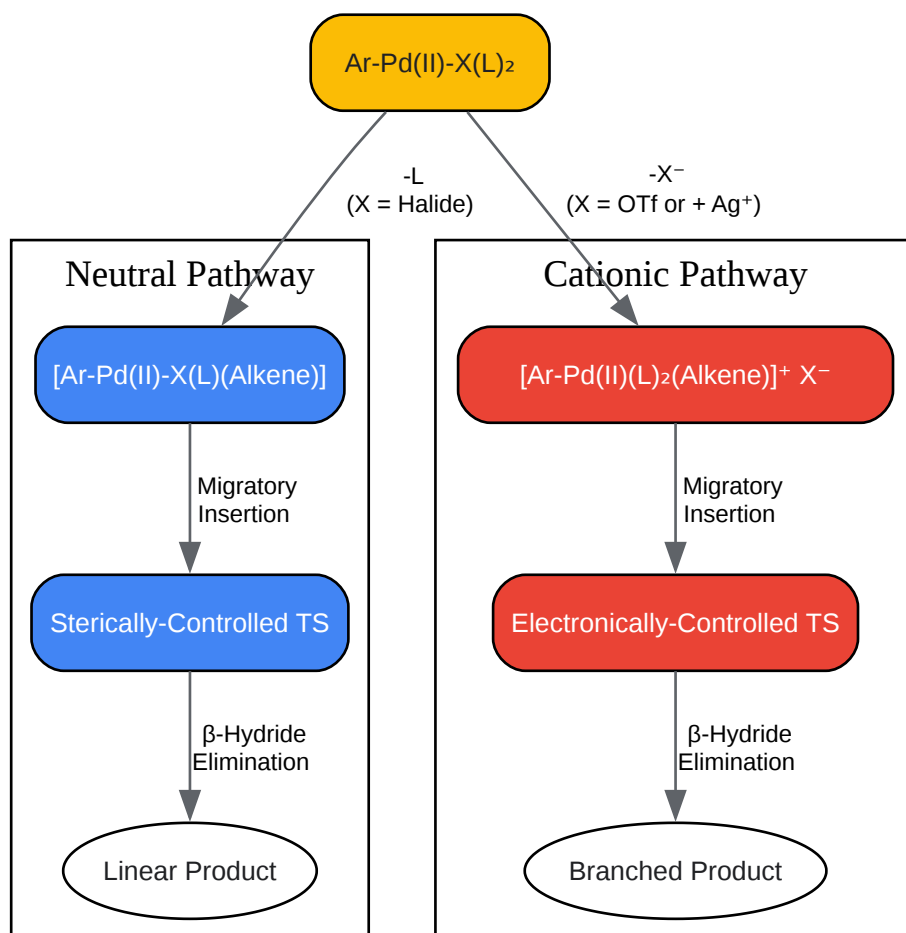 Ar-Pd(II)-X(L)₂
-L
(X = Halide)
-X⁻
(X = OTf or + Ag⁺)
Neutral Pathway
[Ar-Pd(II)-X(L)(Alkene)]
Migratory
Insertion
Sterically-Controlled TS
β-Hydride
Elimination
Linear Product
Cationic Pathway
[Ar-Pd(II)(L)₂(Alkene)]⁺ X⁻
Migratory
Insertion
Electronically-Controlled TS
β-Hydride
Elimination
Branched Product